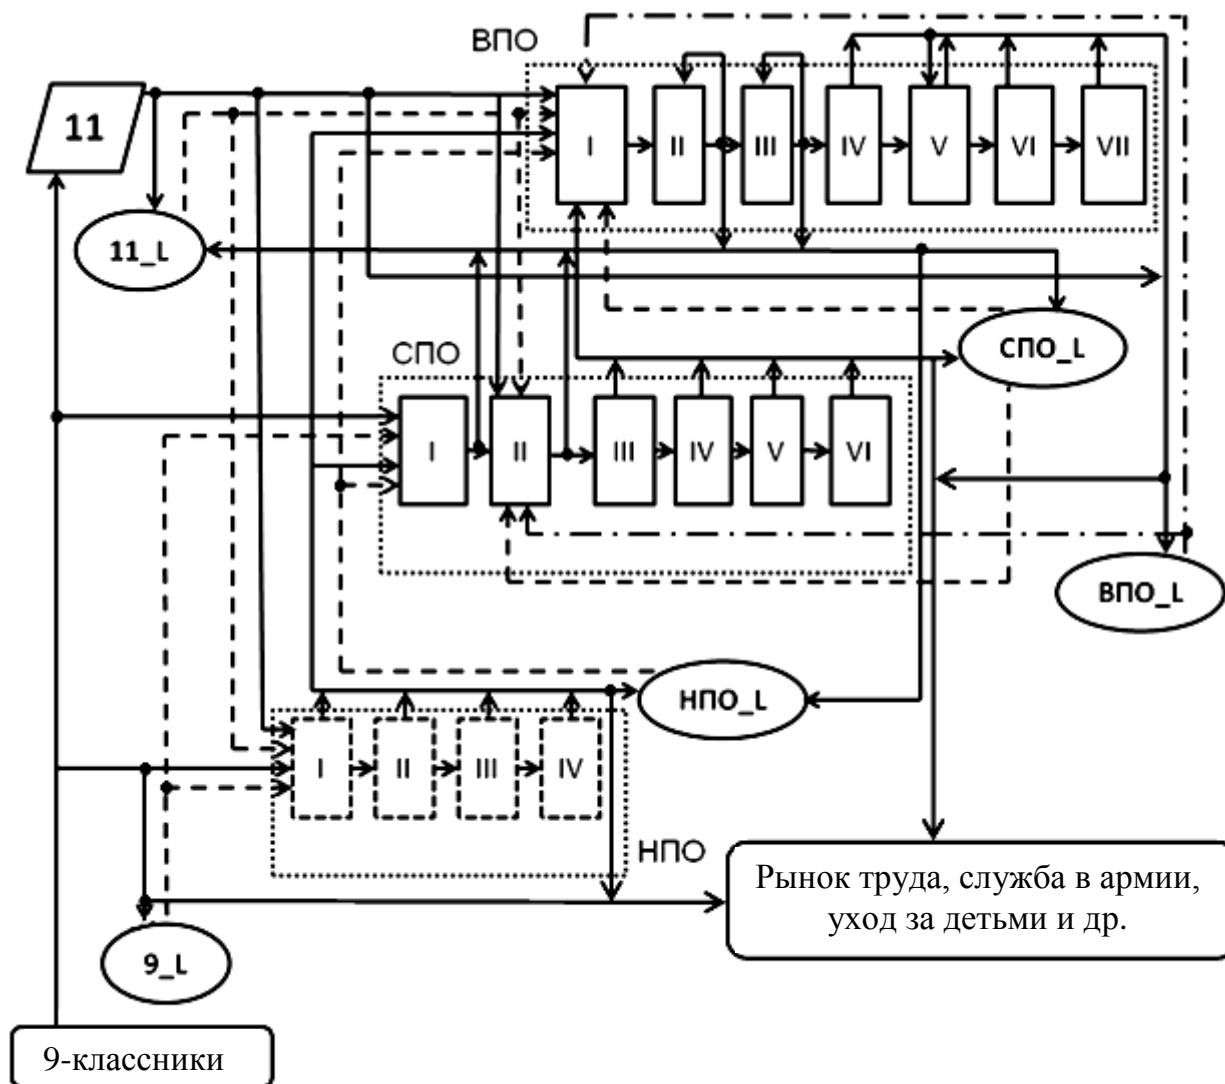 ВПО
11
I
II
III
IV
V
VI
VII
11_L
СПО
СПО_L
I
II
III
IV
V
VI
ВПО_L
НПО_L
I
II
III
IV
НПО
Рынок труда, служба в армии,
уход за детьми и др.
9_L
9-классники